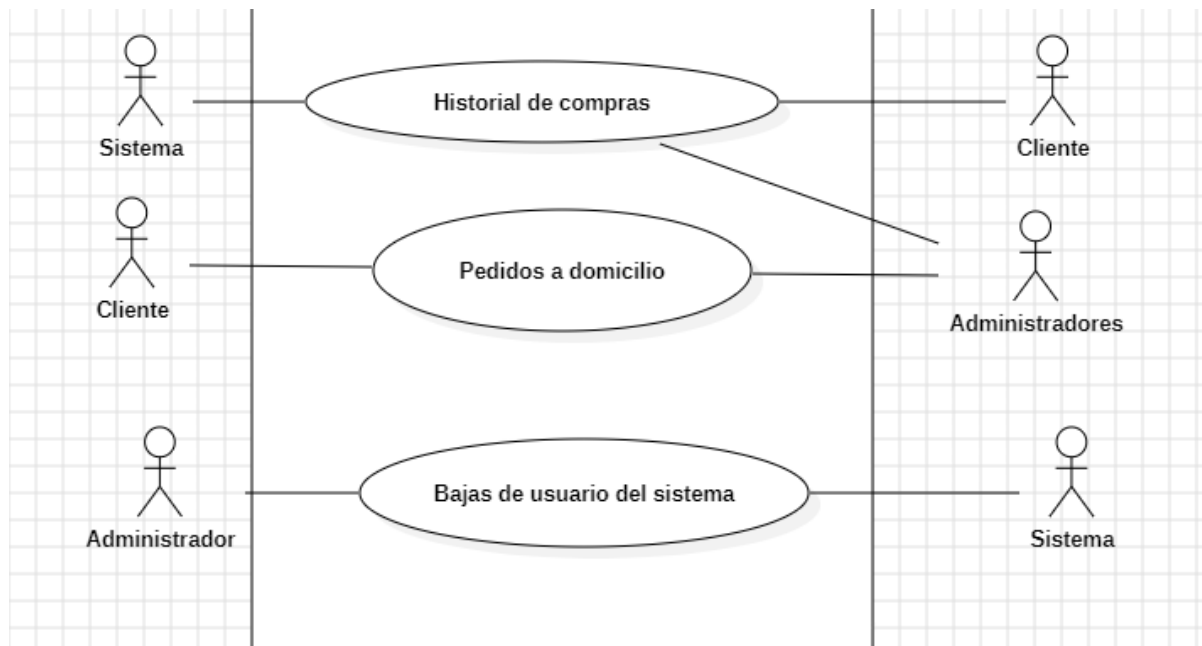 Historial de compras
Sistema
Cliente
Pedidos a domicilio
Cliente
Administradores
Bajas de usuario del sistema
Administrador
Sistema